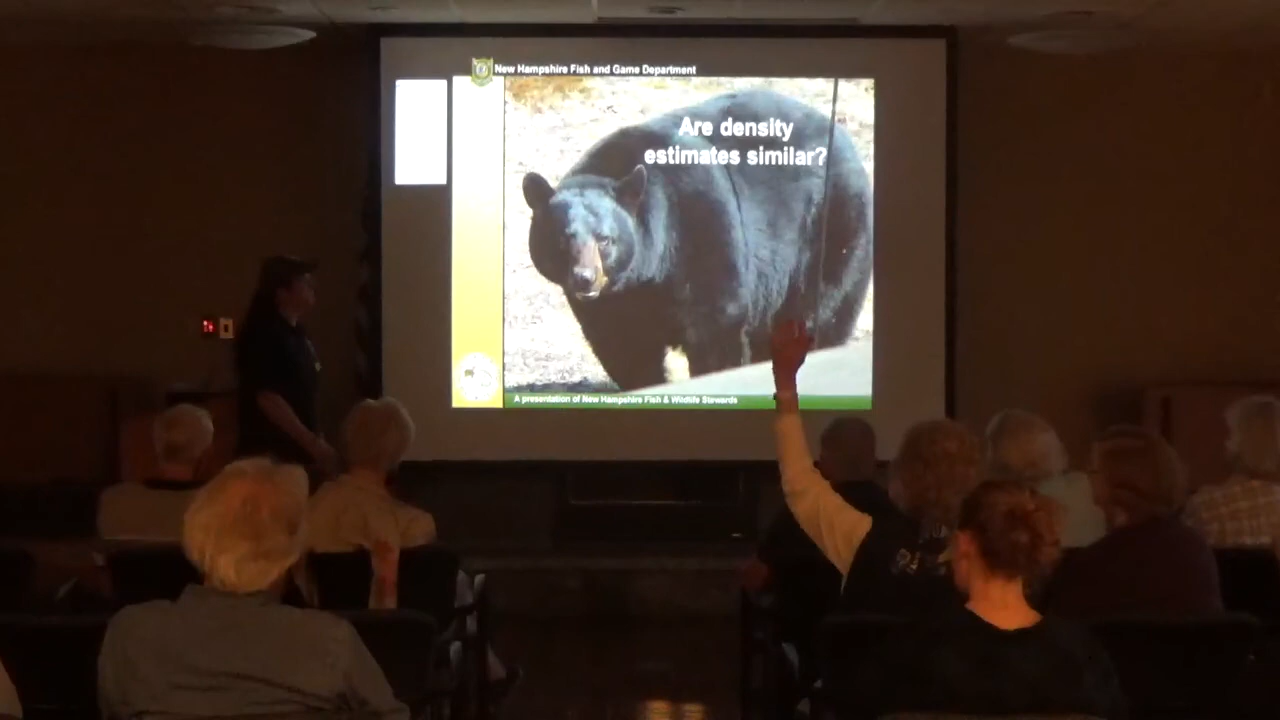 New Hampshire Fish and Game Department
Are density
estimates similar?
A presentation of New Hampshire Fish & Wildlife Stewards